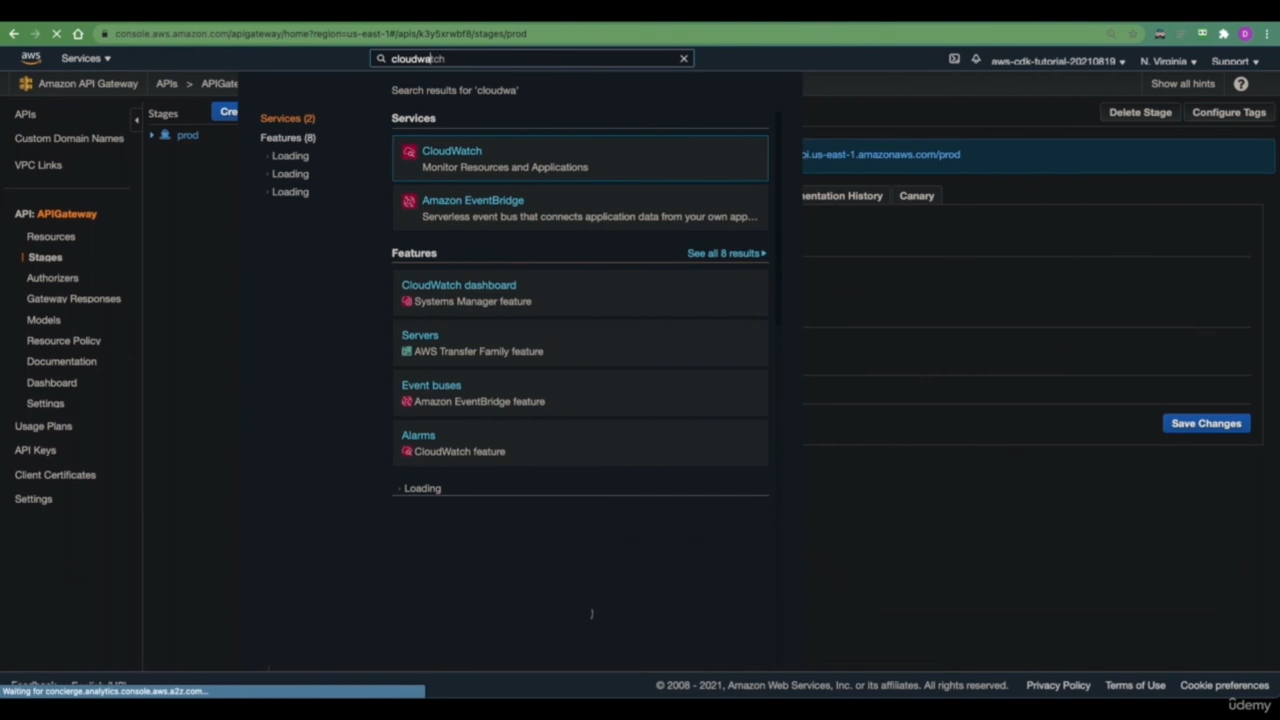 console.aws.amazon.com/apigateway/home?region=us-east-1#/apis/k3y5xrwbf8/stages/prod
aws
Services
cloudwatch
aws-cdk-tutorial-20210819
N. Virginia
Support
Amazon API Gateway
APIs > APIGate
Show all hints
Search results for 'cloudwa'
APIs
Custom Domain Names
VPC Links
API: APIGateway
Resources
Stages
Authorizers
Gateway Responses
Models
Resource Policy
Documentation
Dashboard
Settings
Usage Plans
API Keys
Client Certificates
Settings
Stages
Cre
prod
Services (2)
Features (8)
Loading
Loading
Loading
Services
CloudWatch
Monitor Resources and Applications
Amazon EventBridge
Serverless event bus that connects application data from your own app...
Features
See all 8 results
CloudWatch dashboard
Systems Manager feature
Servers
AWS Transfer Family feature
Event buses
Amazon EventBridge feature
Alarms
CloudWatch feature
Loading
Delete Stage
Configure Tags
pi.us-east-1.amazonaws.com/prod
mentation History
Canary
Save Changes
Waiting for concierge.analytics.console.aws.a2z.com...
© 2008 - 2021, Amazon Web Services, Inc. or its affiliates. All rights reserved.
Privacy Policy
Terms of Use
Cookie preferences
ûdemy